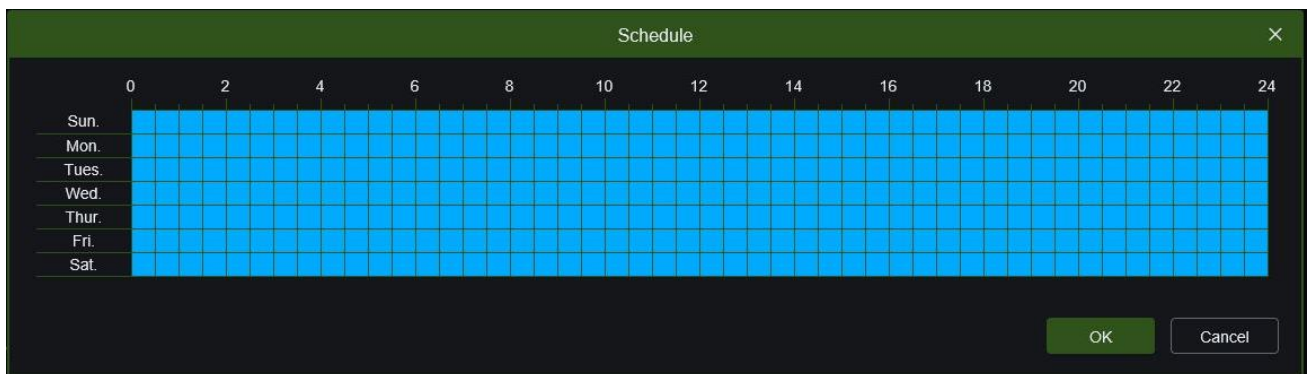 Schedule
0 2 4 6 8 10 12 14 16 18 20 22 24
Sun.
Mon.
Tues.
Wed.
Thur.
Fri.
Sat.
OK Cancel